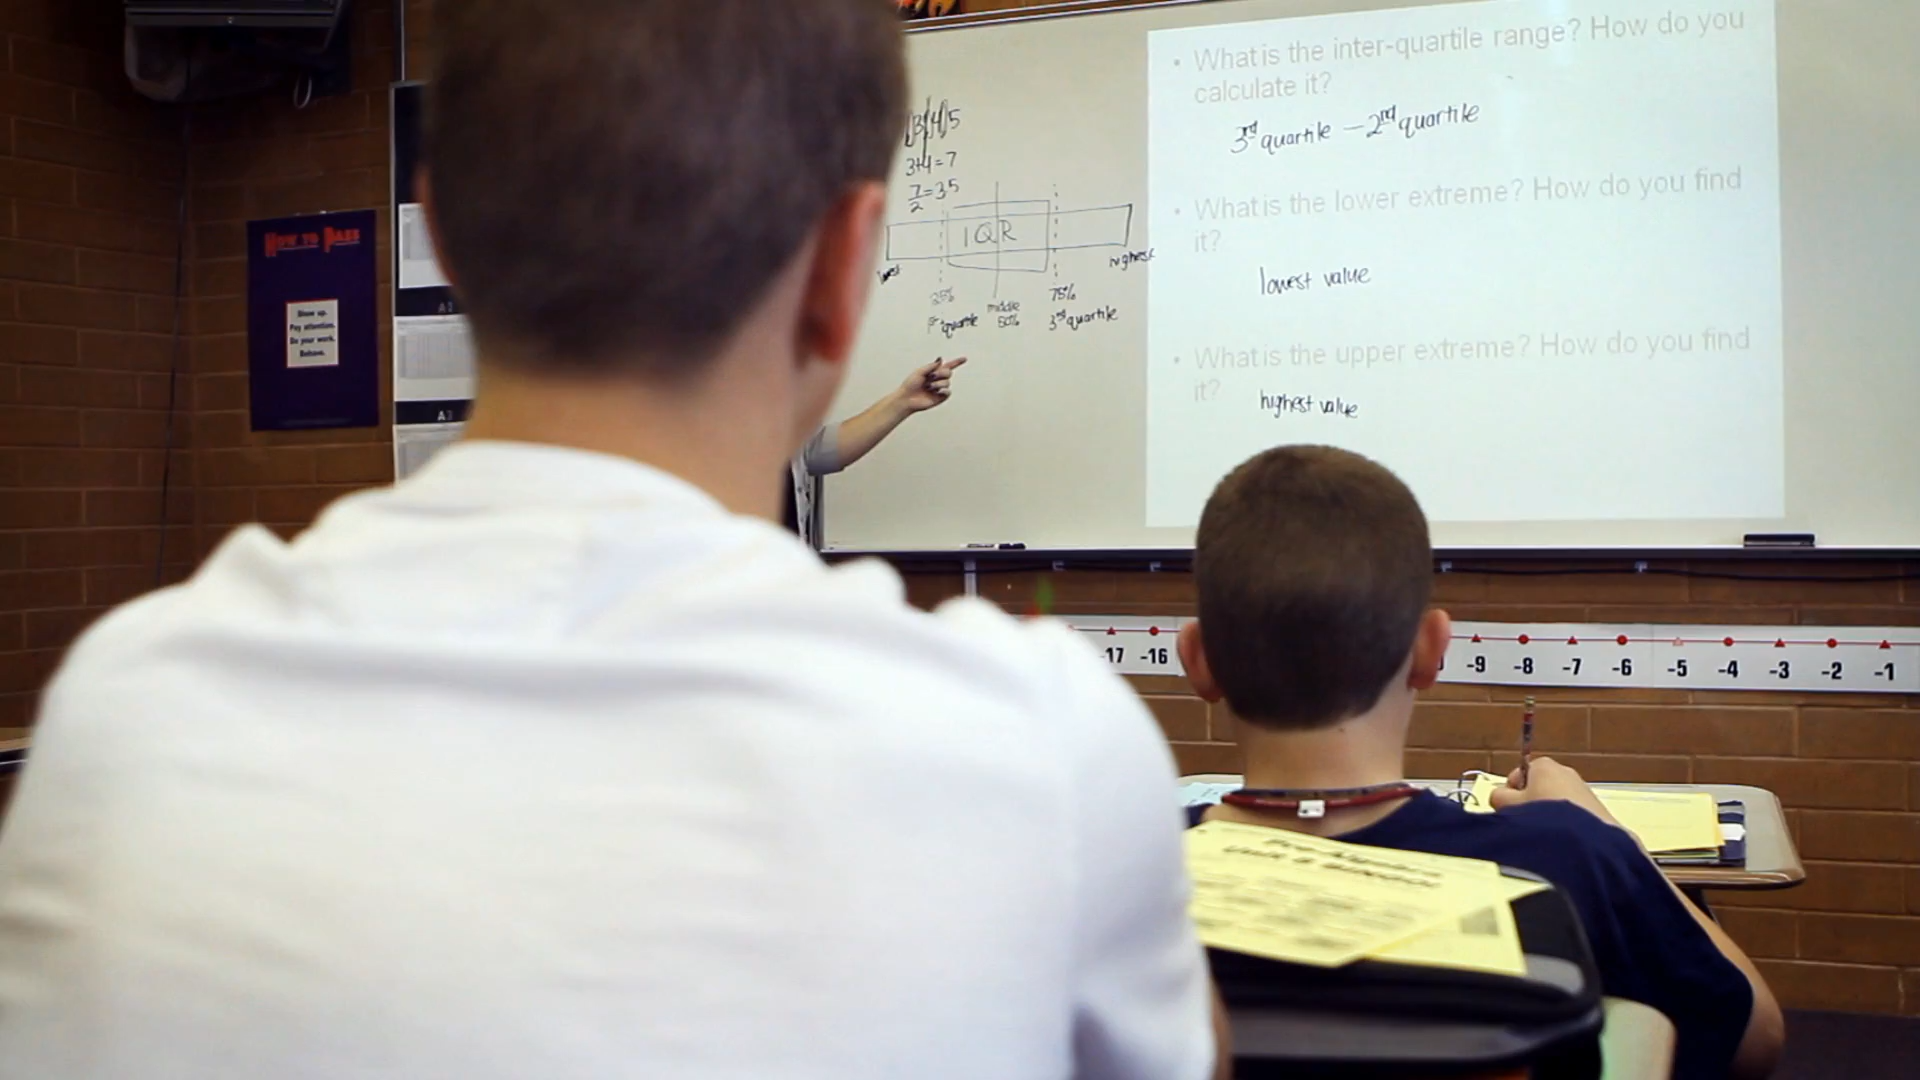 HOW TO PASS
Show up.
Pay attention.
Do your work.
Behave.
A3
3 4 5
3+4=7
7/2=3.5
IQR
highest
25%
middle
50%
75%
1st quartile
3rd quartile
• What is the inter-quartile range? How do you
calculate it?
3rd quartile – 2nd quartile
• What is the lower extreme? How do you find
it?
lowest value
• What is the upper extreme? How do you find
it?
highest value
-17 -16 -9 -8 -7 -6 -5 -4 -3 -2 -1